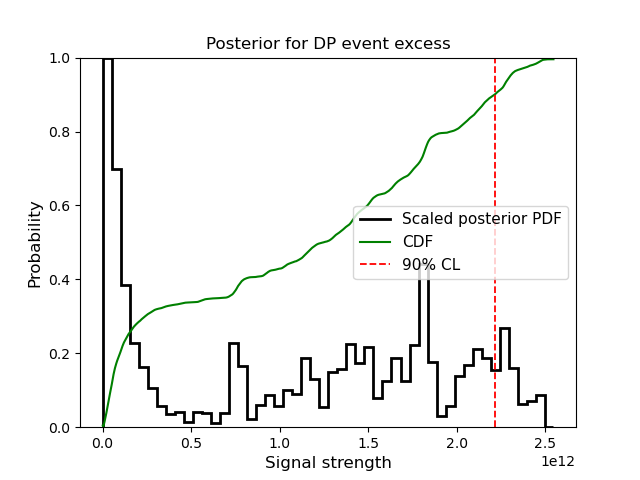 Posterior for DP event excess
Probability
1.0
0.8
0.6
0.4
0.2
0.0
Scaled posterior PDF
CDF
90% CL
0.0 0.5 1.0 1.5 2.0 2.5
1e12
Signal strength